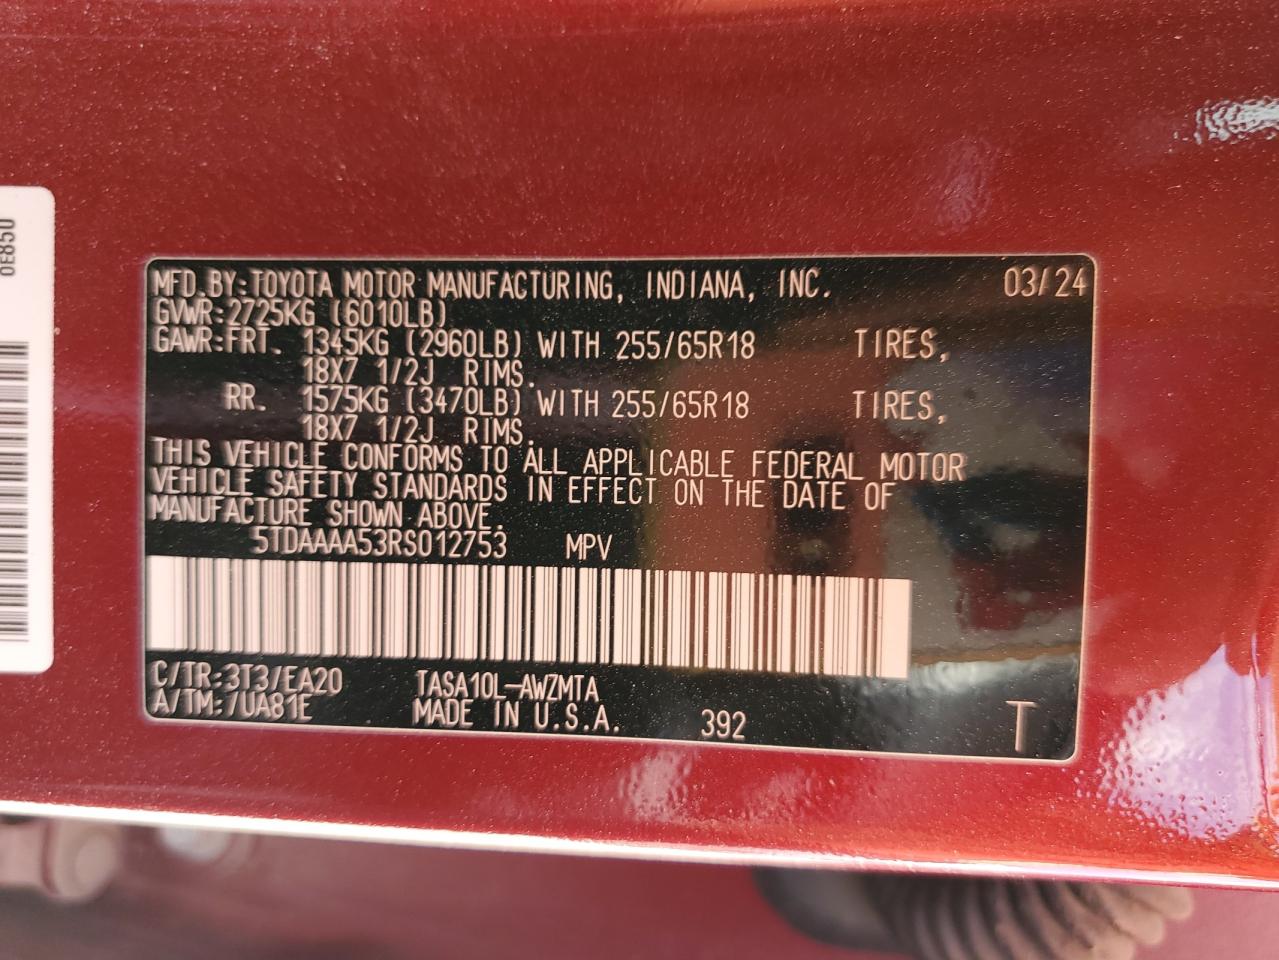 0E850
MFD.BY:TOYOTA MOTOR MANUFACTURING, INDIANA, INC. 03/24
GVWR:2725KG (6010LB)
GAWR:FRT. 1345KG (2960LB) WITH 255/65R18 TIRES,
18X7 1/2J RIMS.
RR. 1575KG (3470LB) WITH 255/65R18 TIRES,
18X7 1/2J RIMS.
THIS VEHICLE CONFORMS TO ALL APPLICABLE FEDERAL MOTOR
VEHICLE SAFETY STANDARDS IN EFFECT ON THE DATE OF
MANUFACTURE SHOWN ABOVE.
5TDAAAA53RS012753 MPV
C/TR:3T3/EA20 TASA10L-AWZMTA
A/TM:/UA81E MADE IN U.S.A. 392 T